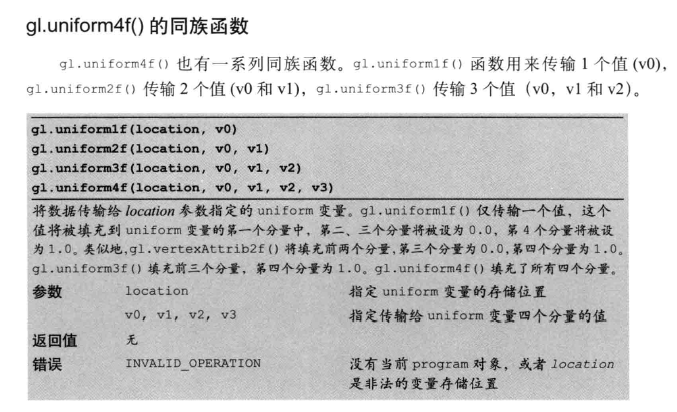 gl.uniform4f() 的同族函数
gl.uniform4f() 也有一系列同族函数。gl.uniform1f() 函数用来传输 1 个值 (v0),
gl.uniform2f() 传输 2 个值 (v0 和 v1)，gl.uniform3f() 传输 3 个值（v0，v1 和 v2）。
gl.uniform1f(location, v0)
gl.uniform2f(location, v0, v1)
gl.uniform3f(location, v0, v1, v2)
gl.uniform4f(location, v0, v1, v2, v3)
将数据传输给 location 参数指定的 uniform 变量。gl.uniform1f() 仅传输一个值，这个
值将被填充到 uniform 变量的第一个分量中，第二、三个分量将被设为 0.0，第 4 个分量将被设
为 1.0。类似地,gl.vertexAttrib2f() 将填充前两个分量,第三个分量为 0.0,第四个分量为 1.0。
gl.uniform3f() 填充前三个分量，第四个分量为 1.0。gl.uniform4f() 填充了所有四个分量。
参数 location 指定 uniform 变量的存储位置
v0, v1, v2, v3 指定传输给 uniform 变量四个分量的值
返回值 无
错误 INVALID_OPERATION 没有当前 program 对象，或者 location
是非法的变量存储位置